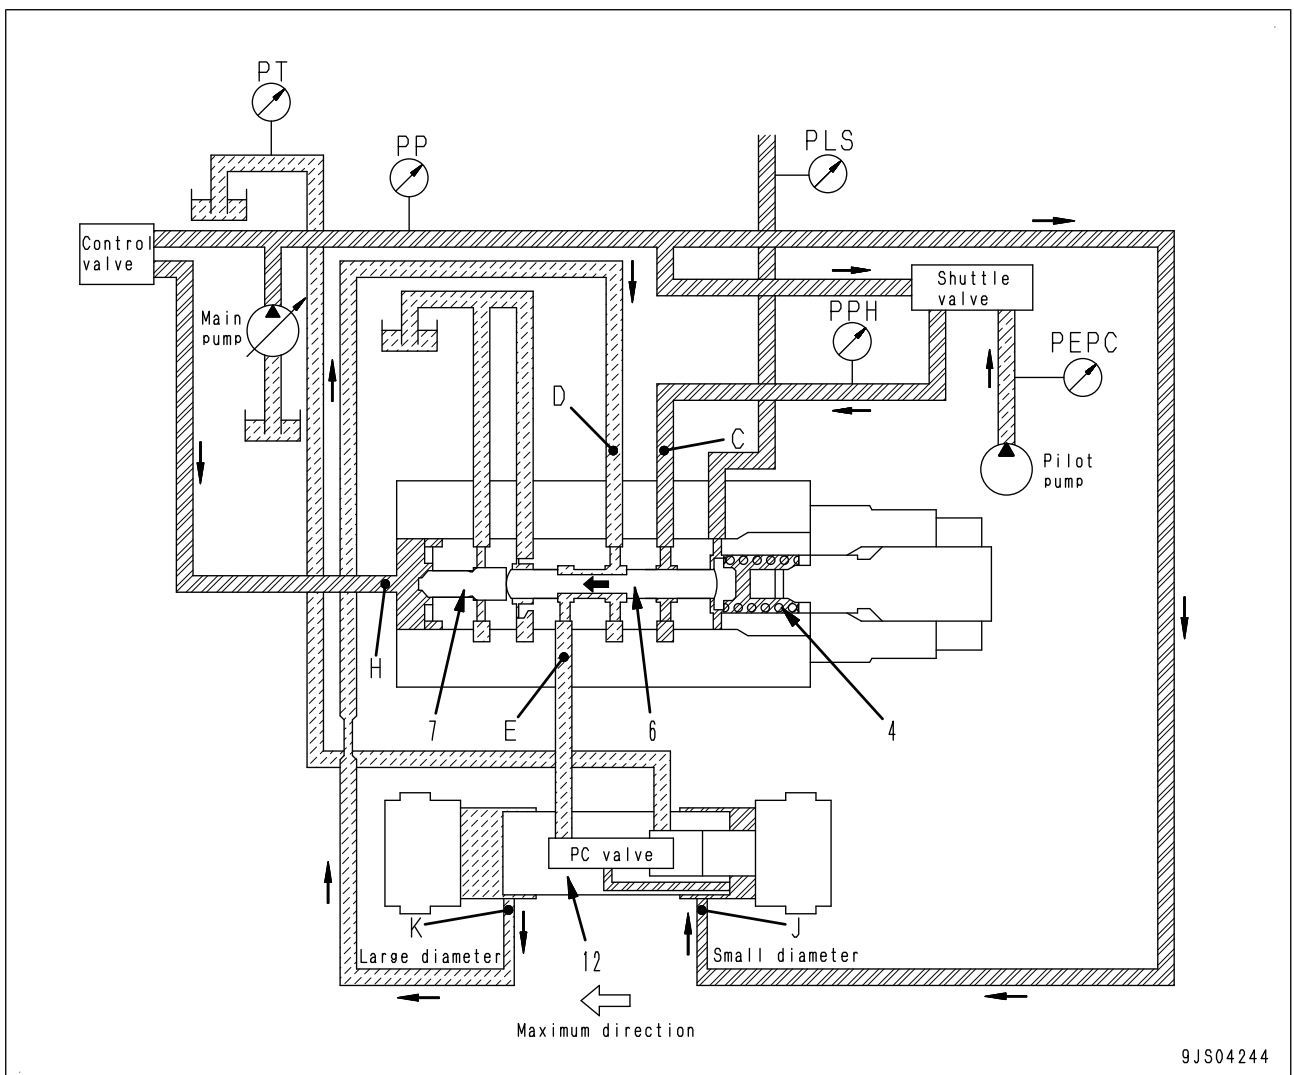 PT
PP
PLS
Control
valve
Shuttle
valve
Main
pump
PPH
PEPC
D
C
Pilot
pump
H
7
E
6
4
PC valve
K
J
Large diameter
12
Small diameter
Maximum direction
9JS04244